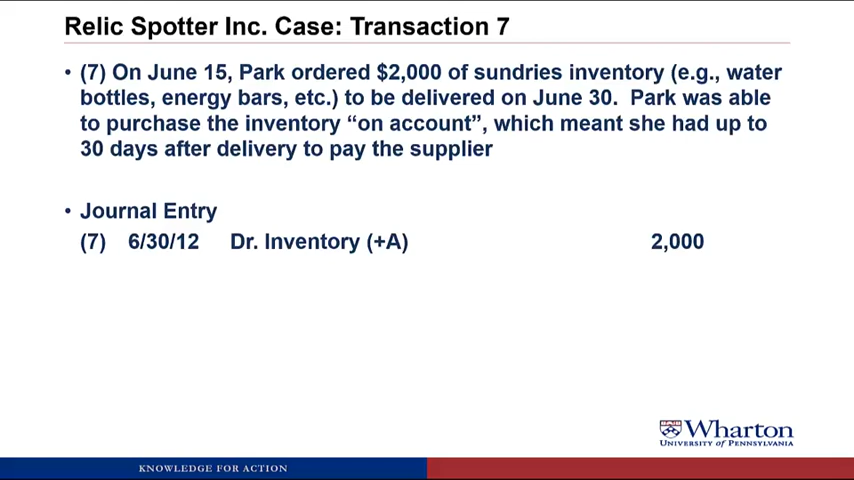 Relic Spotter Inc. Case: Transaction 7
• (7) On June 15, Park ordered $2,000 of sundries inventory (e.g., water
bottles, energy bars, etc.) to be delivered on June 30.  Park was able
to purchase the inventory “on account”, which meant she had up to
30 days after delivery to pay the supplier
• Journal Entry
(7) 6/30/12 Dr. Inventory (+A) 2,000
Wharton
UNIVERSITY OF PENNSYLVANIA
KNOWLEDGE FOR ACTION